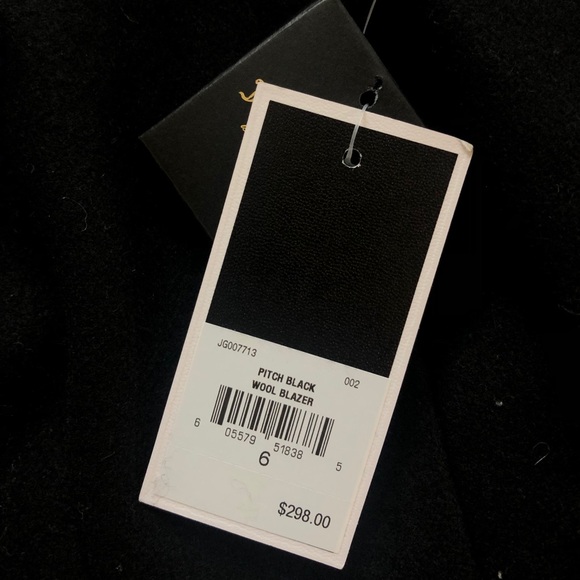 JG007713
002
PITCH BLACK
WOOL BLAZER
6 05579 51838 5
6
$298.00